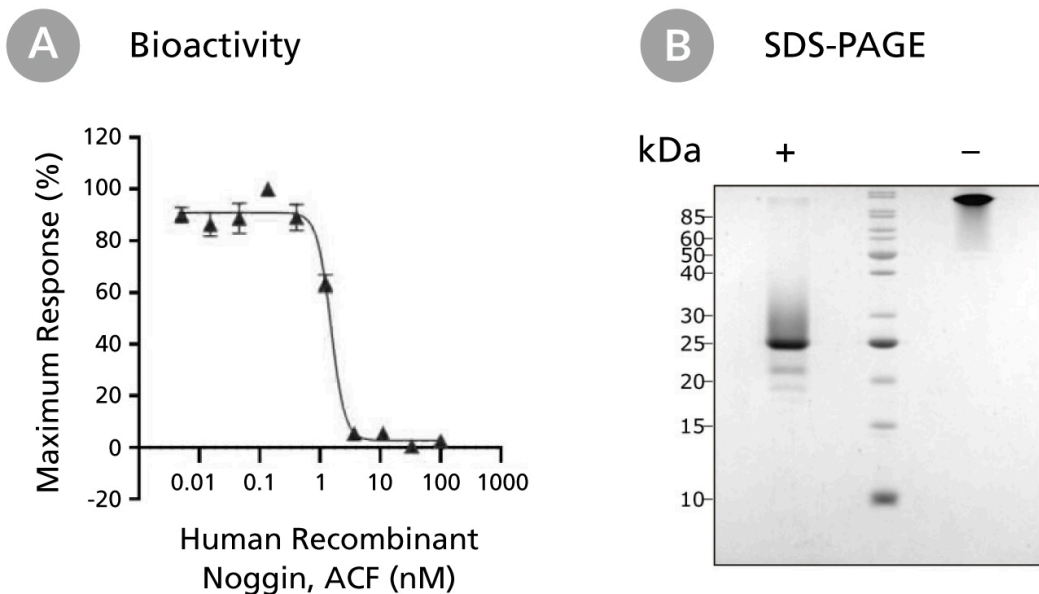 A Bioactivity
Maximum Response (%)
120
100
80
60
40
20
0
-20
0.01 0.1 1 10 100 1000
Human Recombinant
Noggin, ACF (nM)
B SDS-PAGE
kDa + –
85
60
50
40
30
25
20
15
10